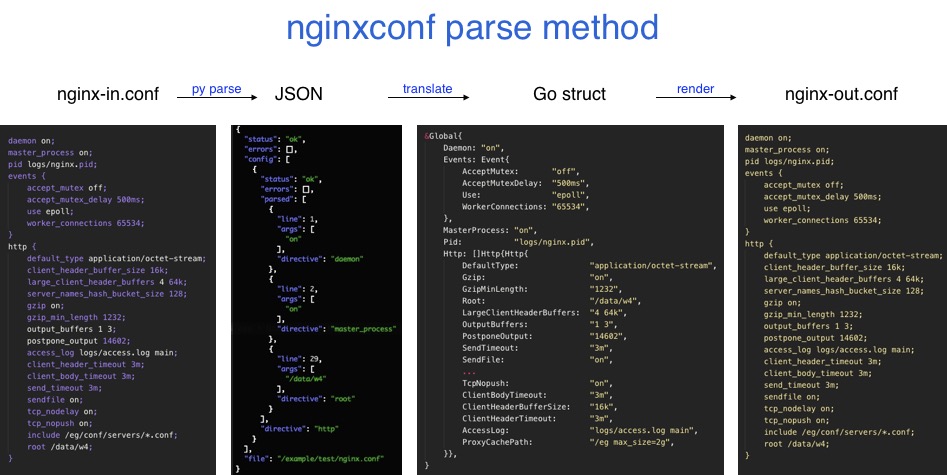 nginxconf parse method
nginx-in.conf
py parse
JSON
translate
Go struct
render
nginx-out.conf
daemon on;
master_process on;
pid logs/nginx.pid;
events {
accept_mutex off;
accept_mutex_delay 500ms;
use epoll;
worker_connections 65534;
}
http {
default_type application/octet-stream;
client_header_buffer_size 16k;
large_client_header_buffers 4 64k;
server_names_hash_bucket_size 128;
gzip on;
gzip_min_length 1232;
output_buffers 1 3;
postpone_output 14602;
access_log logs/access.log main;
client_header_timeout 3m;
client_body_timeout 3m;
send_timeout 3m;
sendfile on;
tcp_nodelay on;
tcp_nopush on;
include /eg/conf/servers/*.conf;
root /data/w4;
}
{
"status": "ok",
"errors": [],
"config": [
{
"status": "ok",
"errors": [],
"parsed": [
{
"line": 1,
"args": [
"on"
],
"directive": "daemon"
},
{
"line": 2,
"args": [
"on"
],
"directive": "master_process"
},
{
"line": 29,
"args": [
"/data/w4"
],
"directive": "root"
}
],
"directive": "http"
}
],
"file": "/example/test/nginx.conf"
}
&Global{
Daemon: "on",
Events: Event{
AcceptMutex: "off",
AcceptMutexDelay: "500ms",
Use: "epoll",
WorkerConnections: "65534",
},
MasterProcess: "on",
Pid: "logs/nginx.pid",
Http: []Http{Http{
DefaultType: "application/octet-stream",
Gzip: "on",
GzipMinLength: "1232",
Root: "/data/w4",
LargeClientHeaderBuffers: "4 64k",
OutputBuffers: "1 3",
PostponeOutput: "14602",
SendTimeout: "3m",
SendFile: "on",
...
TcpNopush: "on",
ClientBodyTimeout: "3m",
ClientHeaderBufferSize: "16k",
ClientHeaderTimeout: "3m",
AccessLog: "logs/access.log main",
ProxyCachePath: "/eg max_size=2g",
}},
}
daemon on;
master_process on;
pid logs/nginx.pid;
events {
accept_mutex off;
accept_mutex_delay 500ms;
use epoll;
worker_connections 65534;
}
http {
default_type application/octet-stream;
client_header_buffer_size 16k;
large_client_header_buffers 4 64k;
server_names_hash_bucket_size 128;
gzip on;
gzip_min_length 1232;
output_buffers 1 3;
postpone_output 14602;
access_log logs/access.log main;
client_header_timeout 3m;
client_body_timeout 3m;
send_timeout 3m;
sendfile on;
tcp_nodelay on;
tcp_nopush on;
include /eg/conf/servers/*.conf;
root /data/w4;
}